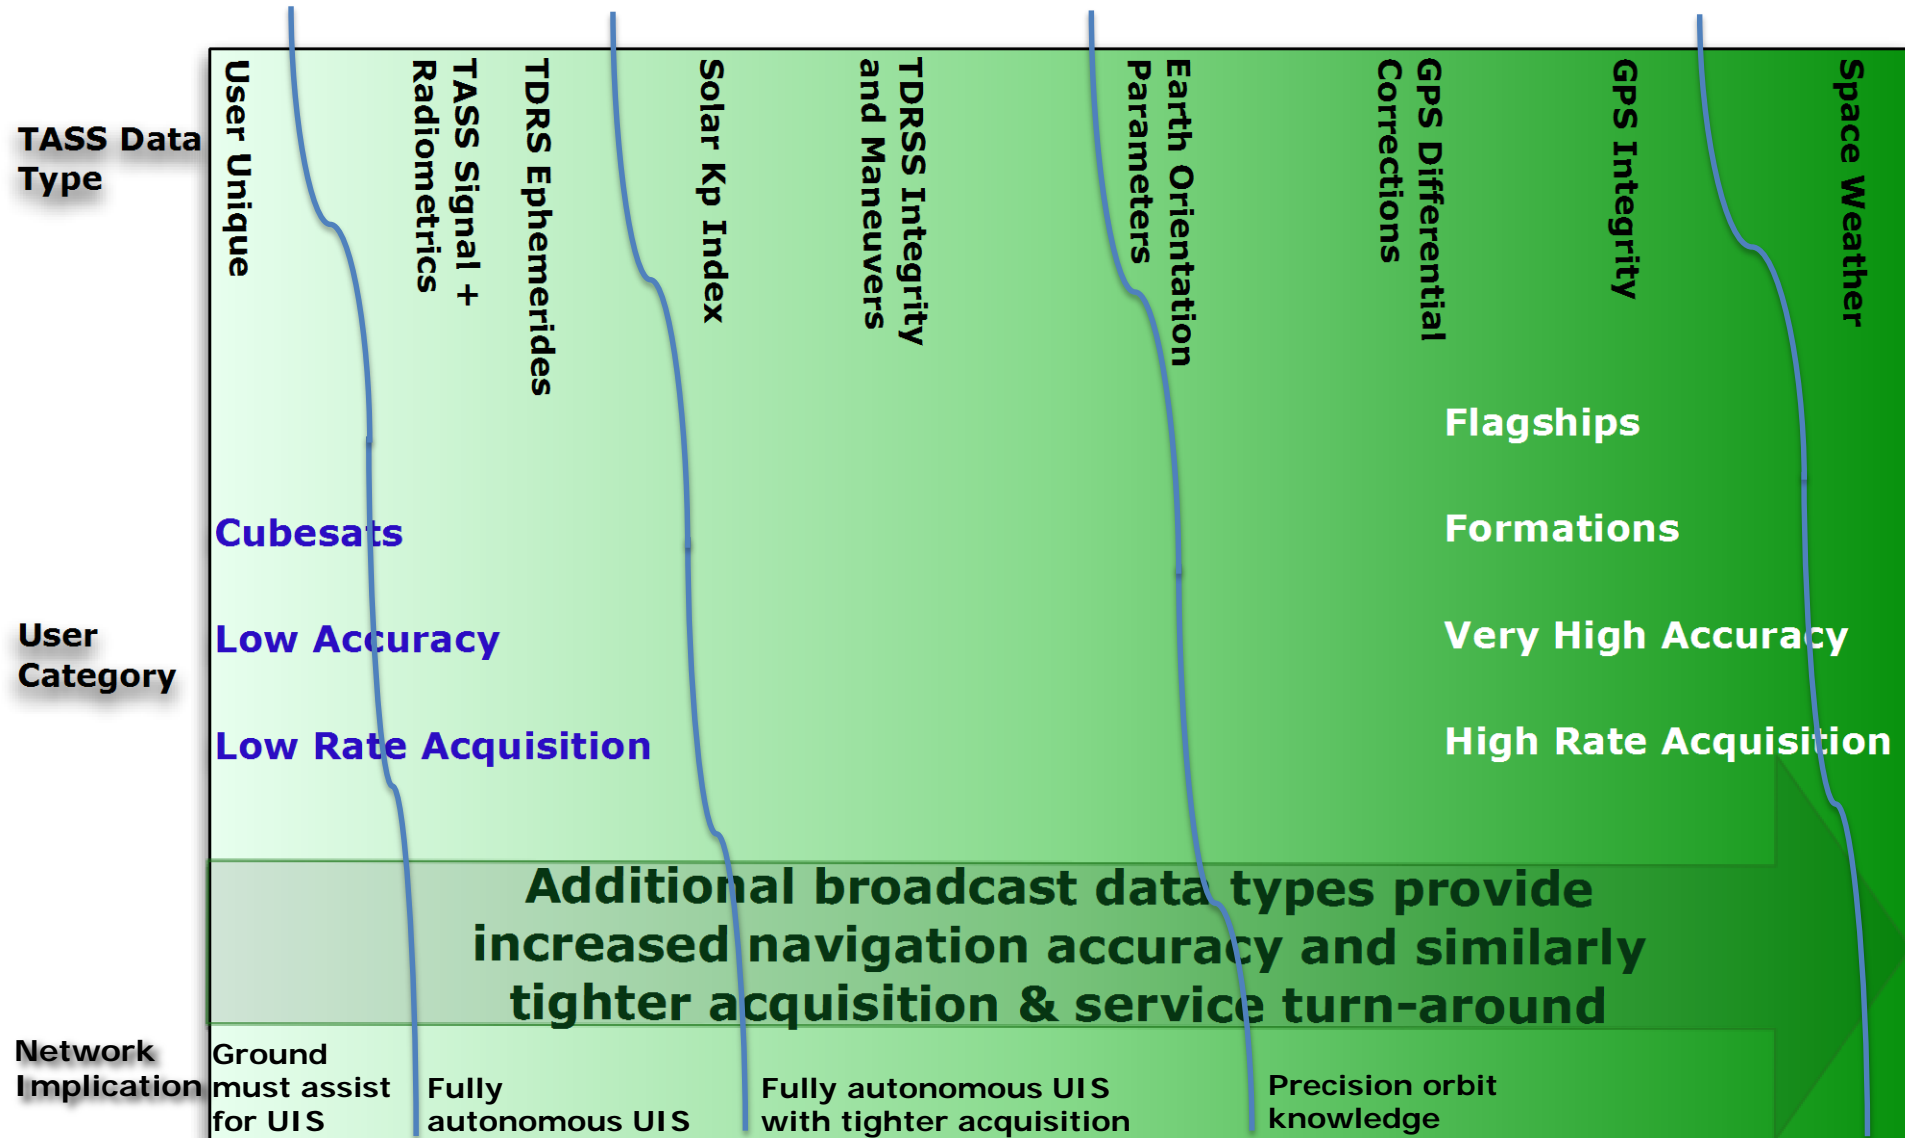 TASS Data
Type
User Unique
TASS Signal +
Radiometrics
TDRS Ephemerides
Solar Kp Index
TDRSS Integrity
and Maneuvers
Earth Orientation
Parameters
GPS Differential
Corrections
GPS Integrity
Space Weather
User
Category
Cubesats
Low Accuracy
Low Rate Acquisition
Flagships
Formations
Very High Accuracy
High Rate Acquisition
Additional broadcast data types provide
increased navigation accuracy and similarly
tighter acquisition & service turn-around
Network
Implication
Ground
must assist
for UIS
Fully
autonomous UIS
Fully autonomous UIS
with tighter acquisition
Precision orbit
knowledge